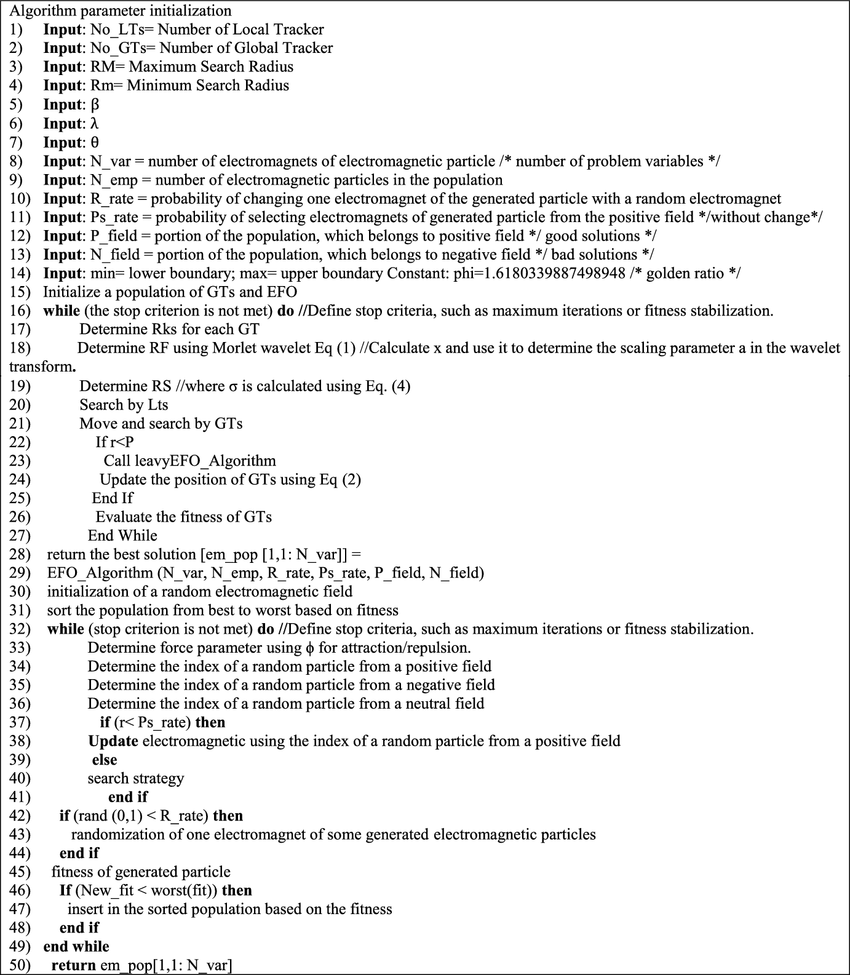 Algorithm parameter initialization
1) Input: No_LTs= Number of Local Tracker
2) Input: No_GTs= Number of Global Tracker
3) Input: RM= Maximum Search Radius
4) Input: Rm= Minimum Search Radius
5) Input: β
6) Input: λ
7) Input: θ
8) Input: N_var = number of electromagnets of electromagnetic particle /* number of problem variables */
9) Input: N_emp = number of electromagnetic particles in the population
10) Input: R_rate = probability of changing one electromagnet of the generated particle with a random electromagnet
11) Input: Ps_rate = probability of selecting electromagnets of generated particle from the positive field */without change*/
12) Input: P_field = portion of the population, which belongs to positive field */ good solutions */
13) Input: N_field = portion of the population, which belongs to negative field */ bad solutions */
14) Input: min= lower boundary; max= upper boundary Constant: phi=1.6180339887498948 /* golden ratio */
15) Initialize a population of GTs and EFO
16) while (the stop criterion is not met) do //Define stop criteria, such as maximum iterations or fitness stabilization.
17) Determine Rks for each GT
18) Determine RF using Morlet wavelet Eq (1) //Calculate x and use it to determine the scaling parameter a in the wavelet
transform.
19) Determine RS //where σ is calculated using Eq. (4)
20) Search by Lts
21) Move and search by GTs
22) If r<P
23) Call leavyEFO_Algorithm
24) Update the position of GTs using Eq (2)
25) End If
26) Evaluate the fitness of GTs
27) End While
28) return the best solution [em_pop [1,1: N_var]] =
29) EFO_Algorithm (N_var, N_emp, R_rate, Ps_rate, P_field, N_field)
30) initialization of a random electromagnetic field
31) sort the population from best to worst based on fitness
32) while (stop criterion is not met) do //Define stop criteria, such as maximum iterations or fitness stabilization.
33) Determine force parameter using ϕ for attraction/repulsion.
34) Determine the index of a random particle from a positive field
35) Determine the index of a random particle from a negative field
36) Determine the index of a random particle from a neutral field
37) if (r< Ps_rate) then
38) Update electromagnetic using the index of a random particle from a positive field
39) else
40) search strategy
41) end if
42) if (rand (0,1) < R_rate) then
43) randomization of one electromagnet of some generated electromagnetic particles
44) end if
45) fitness of generated particle
46) If (New_fit < worst(fit)) then
47) insert in the sorted population based on the fitness
48) end if
49) end while
50) return em_pop[1,1: N_var]